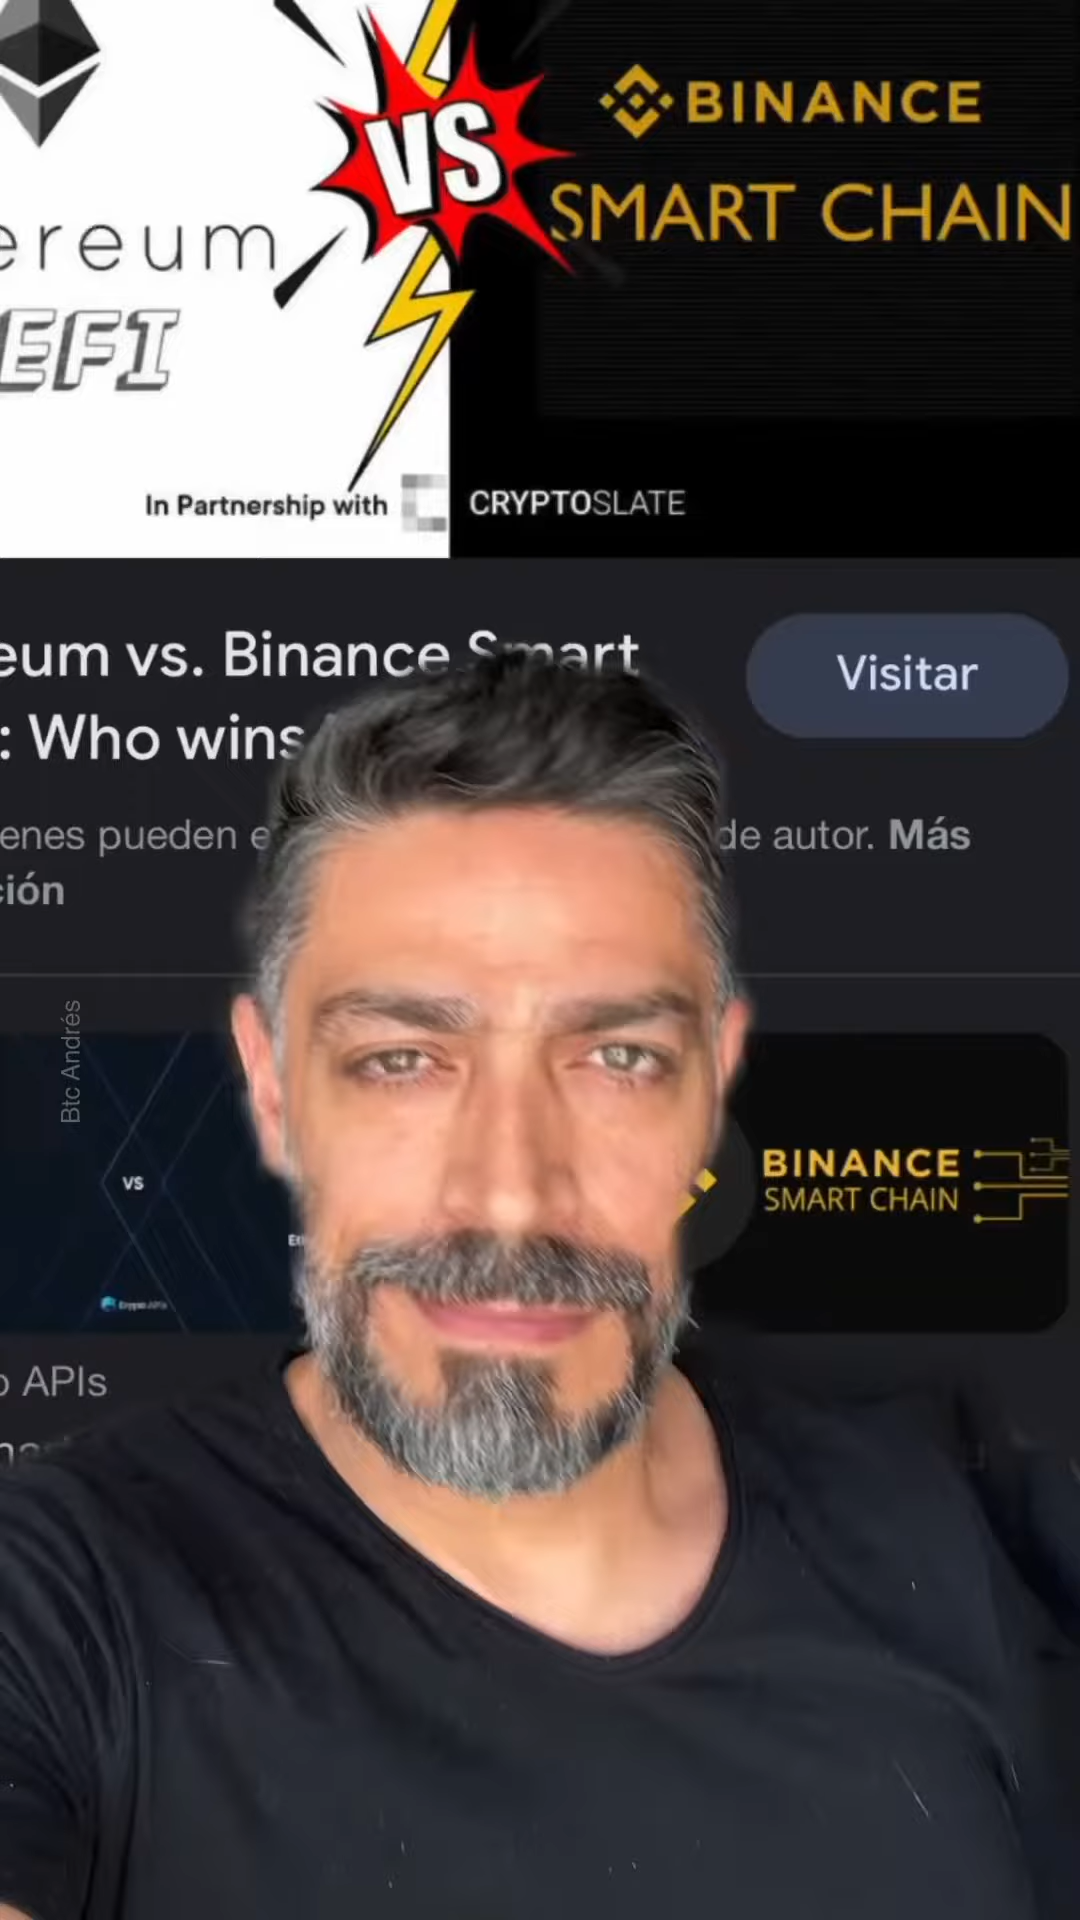 VS
BINANCE
SMART CHAIN
ereum
EFI
In Partnership with
CRYPTOSLATE
eum vs. Binance Smart
: Who wins
Visitar
enes pueden e
de autor. Más
ción
Btc Andrés
VS
BINANCE
SMART CHAIN
o APIs